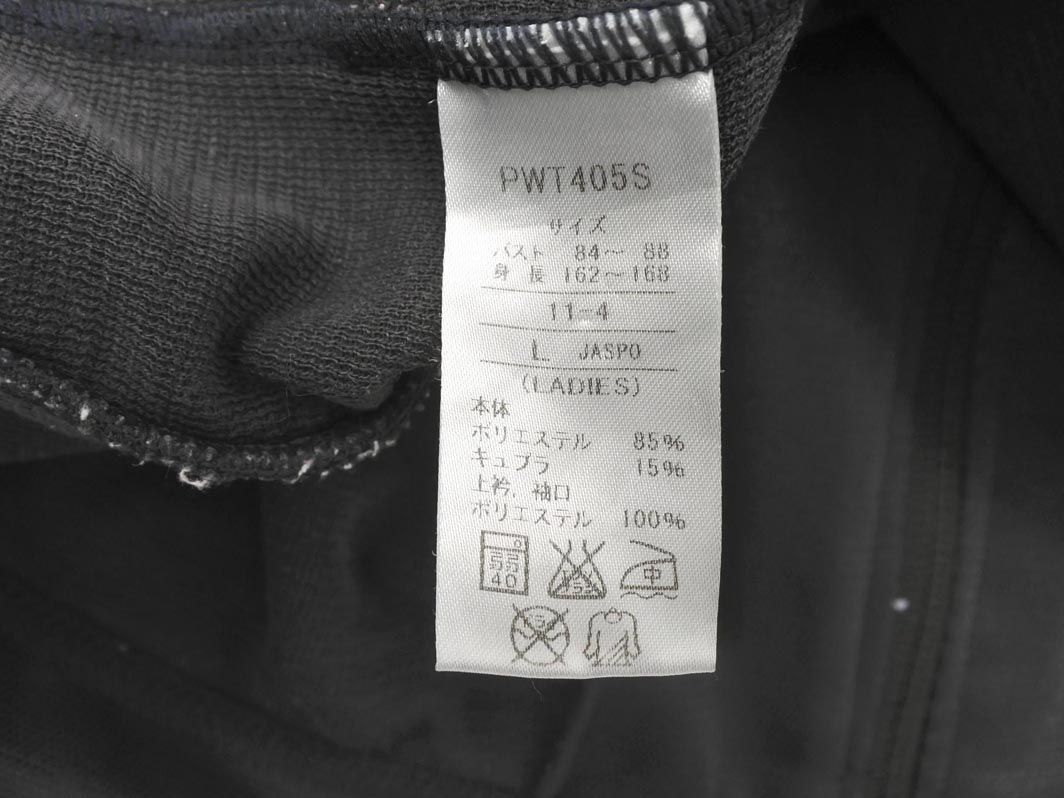 PWT405S
サイズ
バスト 84～ 88
身 長 162～168
11-4
L JASPO
(LADIES)
本体
ポリエステル 85%
キュプラ 15%
上衿、袖口
ポリエステル 100%
弱 40
中